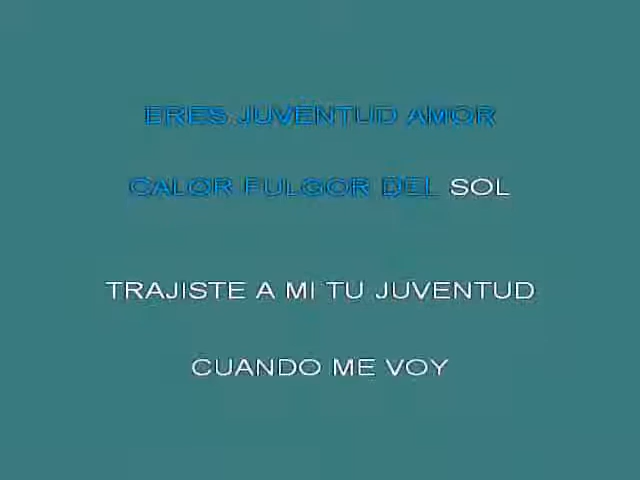 ERES JUVENTUD AMOR
CALOR FULGOR DEL SOL
TRAJISTE A MI TU JUVENTUD
CUANDO ME VOY